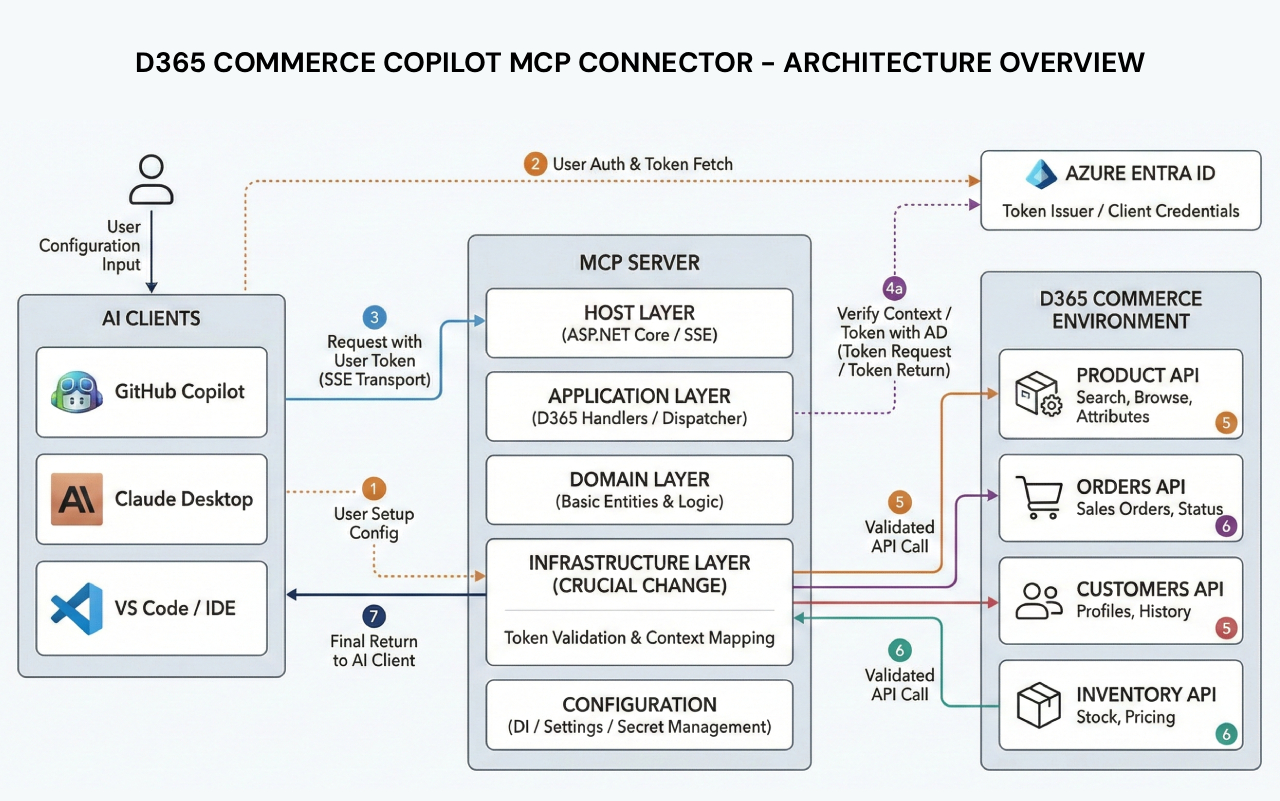 D365 COMMERCE COPILOT MCP CONNECTOR – ARCHITECTURE OVERVIEW
2 User Auth & Token Fetch
AZURE ENTRA ID
Token Issuer / Client Credentials
User
Configuration
Input
AI CLIENTS
GitHub Copilot
Claude Desktop
VS Code / IDE
3
Request with
User Token
(SSE Transport)
1
User Setup
Config
7
Final Return
to AI Client
MCP SERVER
HOST LAYER
(ASP.NET Core / SSE)
APPLICATION LAYER
(D365 Handlers / Dispatcher)
DOMAIN LAYER
(Basic Entities & Logic)
INFRASTRUCTURE LAYER
(CRUCIAL CHANGE)
Token Validation & Context Mapping
CONFIGURATION
(DI / Settings / Secret Management)
4a
Verify Context /
Token with AD
(Token Request
/ Token Return)
5
Validated
API Call
6
Validated
API Call
D365 COMMERCE
ENVIRONMENT
PRODUCT API
Search, Browse,
Attributes
5
ORDERS API
Sales Orders, Status
6
CUSTOMERS API
Profiles, History
5
INVENTORY API
Stock, Pricing
6